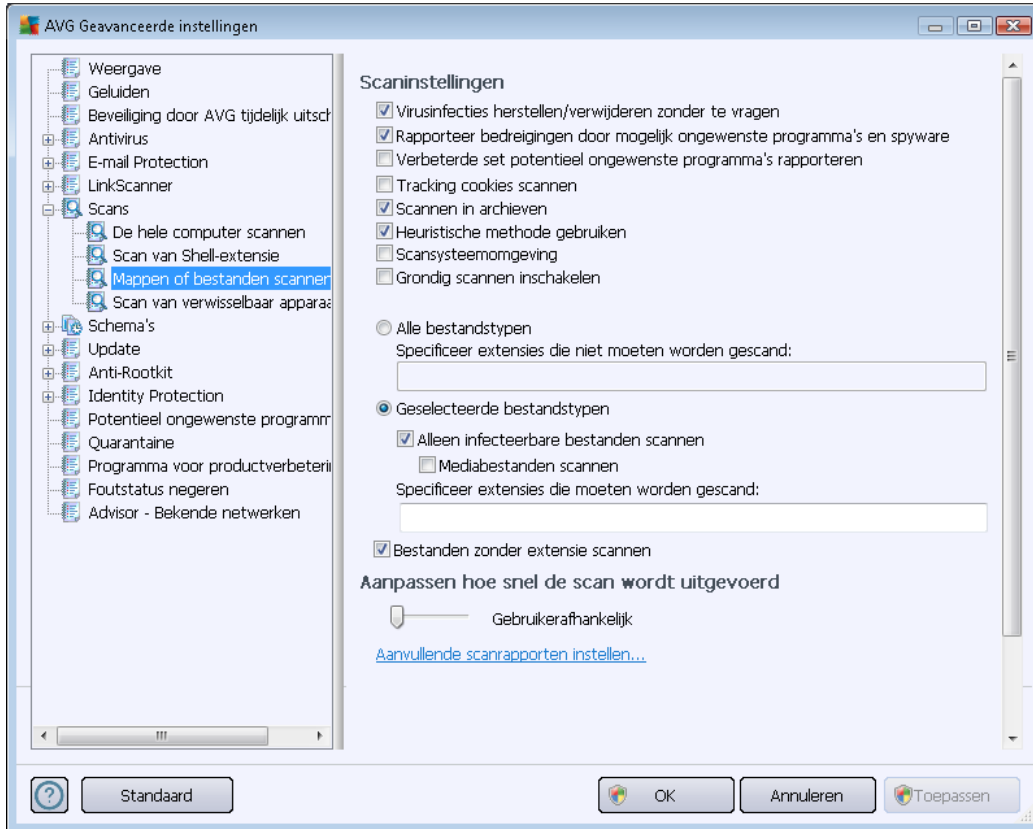 AVG Geavanceerde instellingen
Weergave
Geluiden
Beveiliging door AVG tijdelijk uitsch
Antivirus
E-mail Protection
LinkScanner
Scans
De hele computer scannen
Scan van Shell-extensie
Mappen of bestanden scannen
Scan van verwisselbaar apparaa
Schema's
Update
Anti-Rootkit
Identity Protection
Potentieel ongewenste programm
Quarantaine
Programma voor productverbeterin
Foutstatus negeren
Advisor - Bekende netwerken
Scaninstellingen
Virusinfecties herstellen/verwijderen zonder te vragen
Rapporteer bedreigingen door mogelijk ongewenste programma's en spyware
Verbeterde set potentieel ongewenste programma's rapporteren
Tracking cookies scannen
Scannen in archieven
Heuristische methode gebruiken
Scansysteemomgeving
Grondig scannen inschakelen
Alle bestandstypen
Specificeer extensies die niet moeten worden gescand:
Geselecteerde bestandstypen
Alleen infecteerbare bestanden scannen
Mediabestanden scannen
Specificeer extensies die moeten worden gescand:
Bestanden zonder extensie scannen
Aanpassen hoe snel de scan wordt uitgevoerd
Gebruikerafhankelijk
Aanvullende scanrapporten instellen...
Standaard
OK
Annuleren
Toepassen